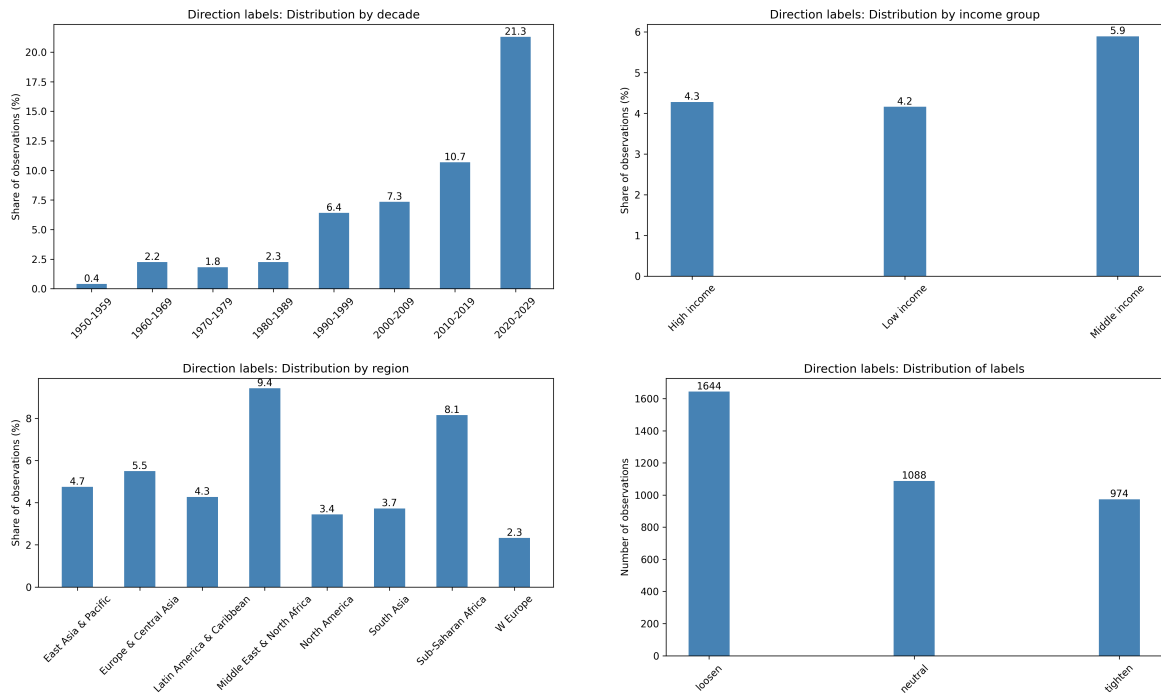 Direction labels: Distribution by decade
Share of observations (%)
20.0
17.5
15.0
12.5
10.0
7.5
5.0
2.5
0.0
0.4
2.2
1.8
2.3
6.4
7.3
10.7
21.3
1950-1959
1960-1969
1970-1979
1980-1989
1990-1999
2000-2009
2010-2019
2020-2029
Direction labels: Distribution by income group
Share of observations (%)
6
5
4
3
2
1
0
4.3
4.2
5.9
High income
Low income
Middle income
Direction labels: Distribution by region
Share of observations (%)
8
6
4
2
0
4.7
5.5
4.3
9.4
3.4
3.7
8.1
2.3
East Asia & Pacific
Europe & Central Asia
Latin America & Caribbean
Middle East & North Africa
North America
South Asia
Sub-Saharan Africa
W Europe
Direction labels: Distribution of labels
Number of observations
1600
1400
1200
1000
800
600
400
200
0
1644
1088
974
loosen
neutral
tighten